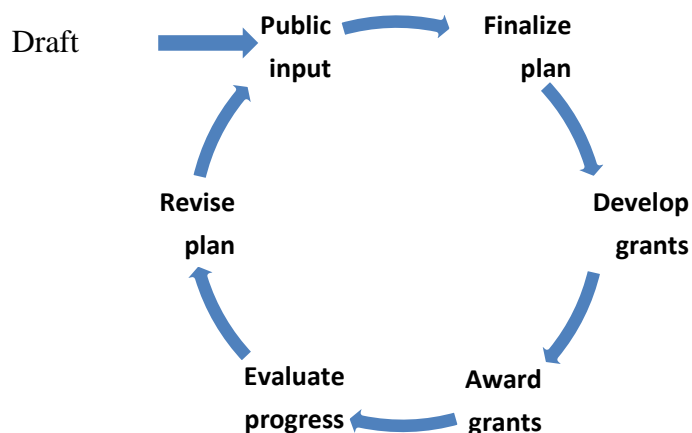 Draft
Public
input
Finalize
plan
Develop
grants
Award
grants
Evaluate
progress
Revise
plan